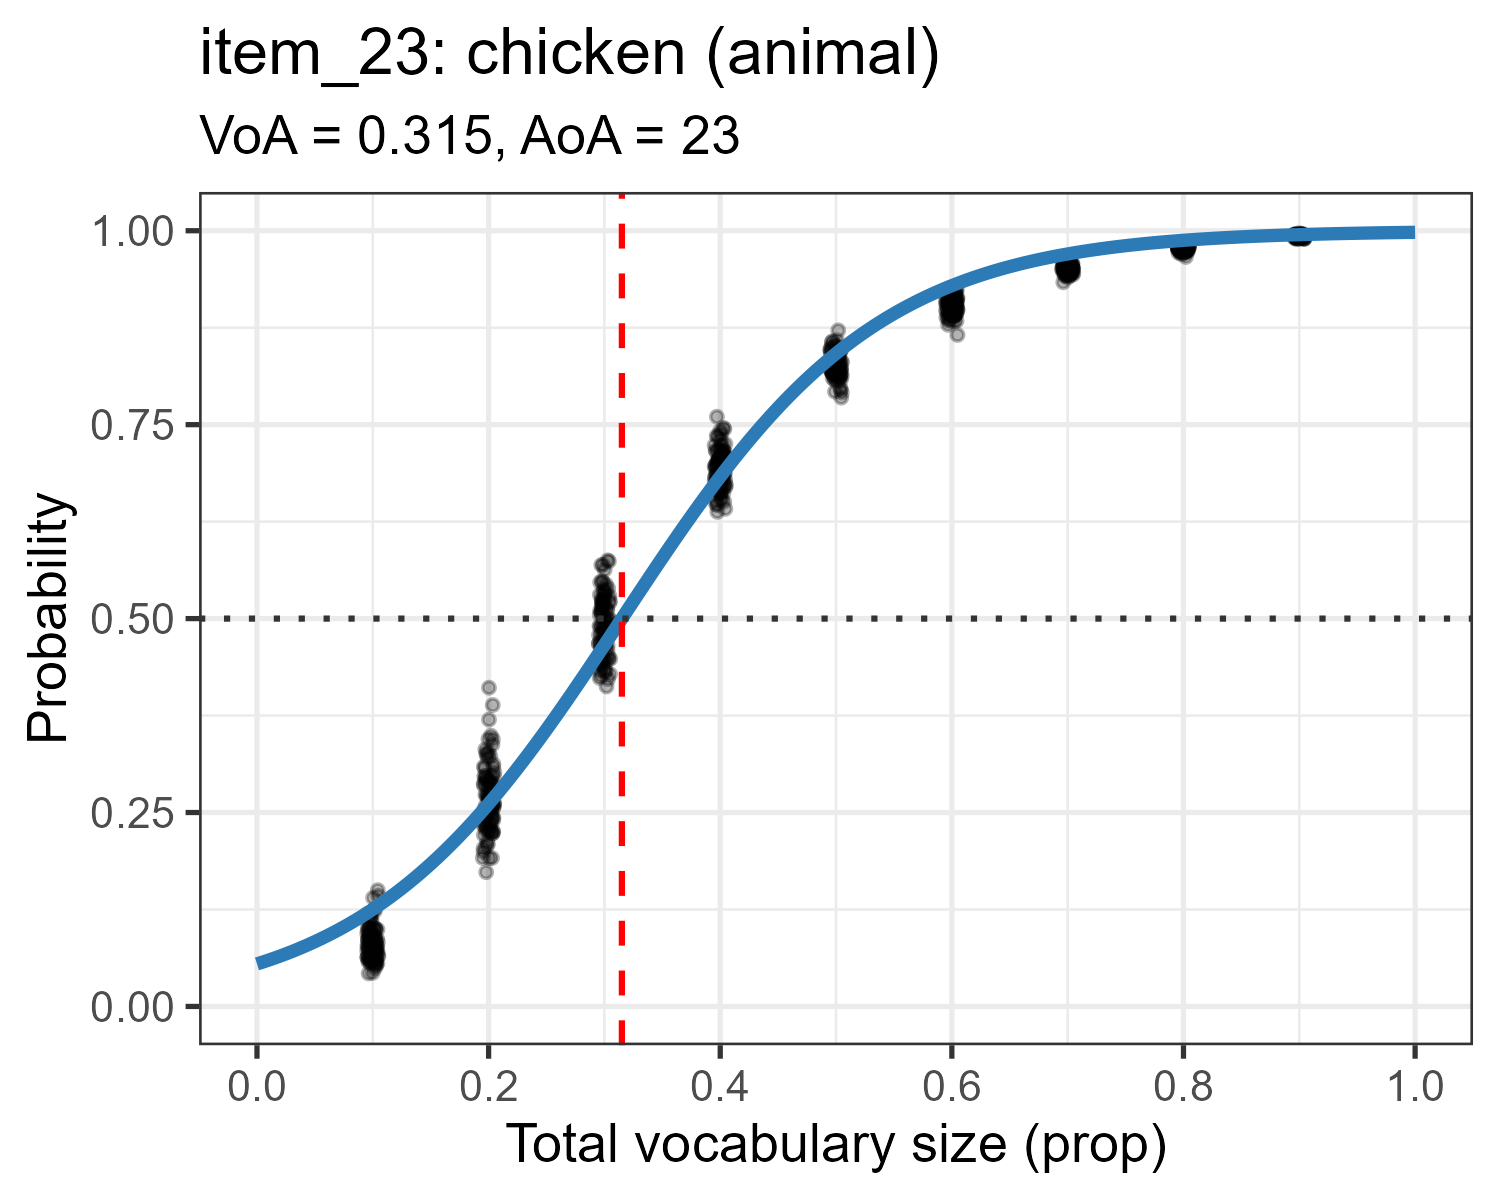 item_23: chicken (animal)
VoA = 0.315, AoA = 23
1.00
0.75
0.50
0.25
0.00
Probability
0.0 0.2 0.4 0.6 0.8 1.0
Total vocabulary size (prop)